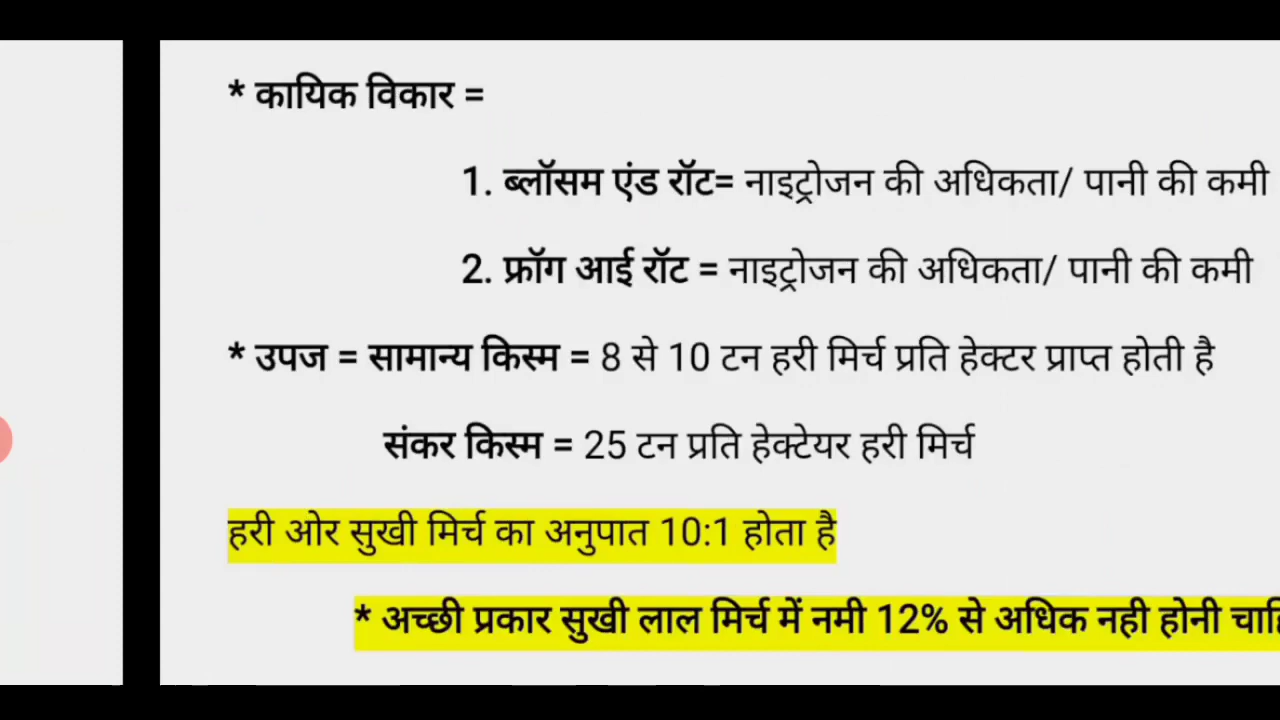 * कायिक विकार =
1. ब्लॉसम एंड रॉट= नाइट्रोजन की अधिकता/ पानी की कमी
2. फ्रॉग आई रॉट = नाइट्रोजन की अधिकता/ पानी की कमी
* उपज = सामान्य किस्म = 8 से 10 टन हरी मिर्च प्रति हेक्टर प्राप्त होती है
संकर किस्म = 25 टन प्रति हेक्टेयर हरी मिर्च
हरी ओर सुखी मिर्च का अनुपात 10:1 होता है
* अच्छी प्रकार सुखी लाल मिर्च में नमी 12% से अधिक नही होनी